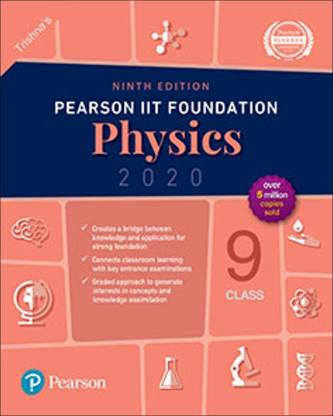 Trishna's
NINTH EDITION
PEARSON IIT FOUNDATION
Physics
2020
over
5 million
copies
sold
Creates a bridge between
knowledge and application for
strong foundation
Connects classroom learning
with key entrance examinations
Graded approach to generate
interests in concepts and
knowledge assimilation
9
CLASS
Pearson